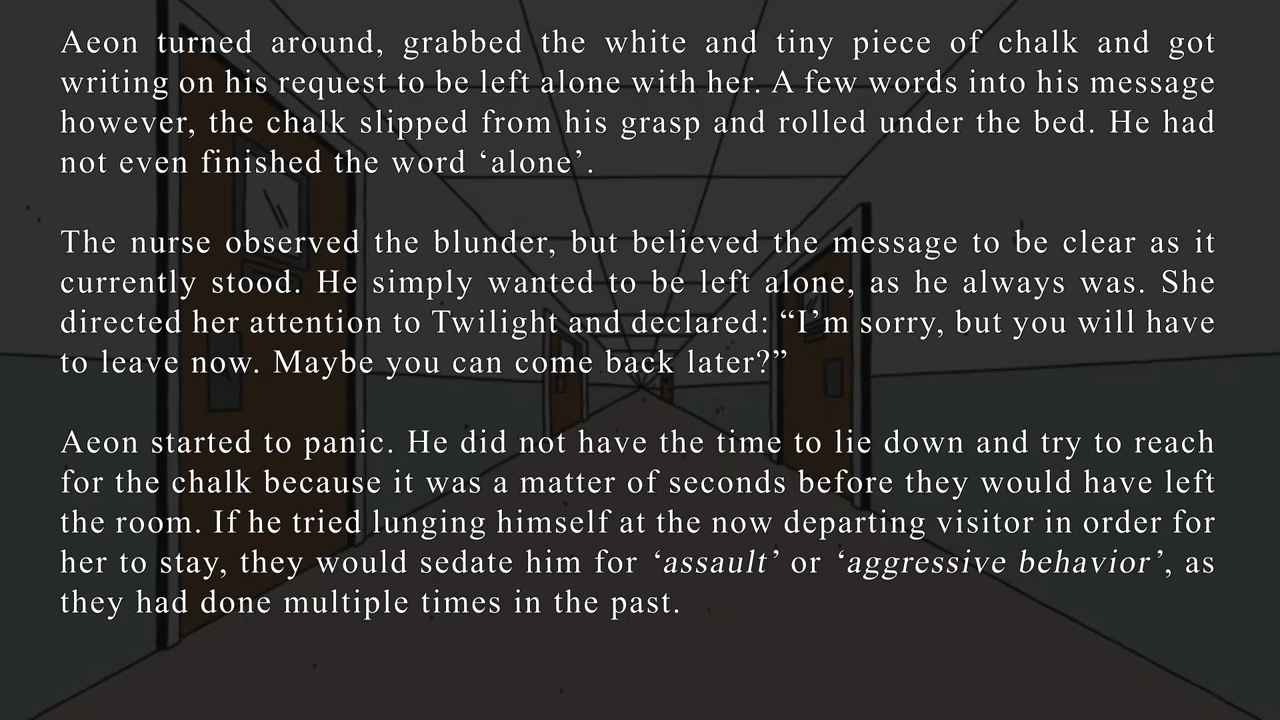 Aeon turned around, grabbed the white and tiny piece of chalk and got
writing on his request to be left alone with her. A few words into his message
however, the chalk slipped from his grasp and rolled under the bed. He had
not even finished the word ‘alone’.
The nurse observed the blunder, but believed the message to be clear as it
currently stood. He simply wanted to be left alone, as he always was. She
directed her attention to Twilight and declared: “I’m sorry, but you will have
to leave now. Maybe you can come back later?”
Aeon started to panic. He did not have the time to lie down and try to reach
for the chalk because it was a matter of seconds before they would have left
the room. If he tried lunging himself at the now departing visitor in order for
her to stay, they would sedate him for ‘assault’ or ‘aggressive behavior’, as
they had done multiple times in the past.